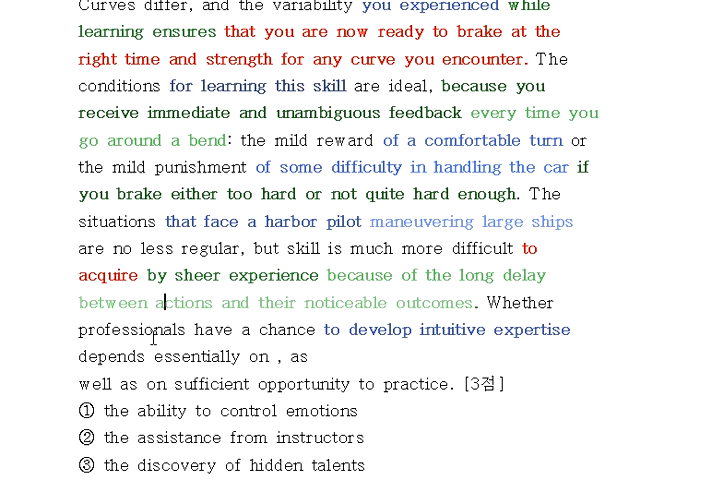 Curves differ, and the variability you experienced while
learning ensures that you are now ready to brake at the
right time and strength for any curve you encounter. The
conditions for learning this skill are ideal, because you
receive immediate and unambiguous feedback every time you
go around a bend: the mild reward of a comfortable turn or
the mild punishment of some difficulty in handling the car if
you brake either too hard or not quite hard enough. The
situations that face a harbor pilot maneuvering large ships
are no less regular, but skill is much more difficult to
acquire by sheer experience because of the long delay
between actions and their noticeable outcomes. Whether
professionals have a chance to develop intuitive expertise
depends essentially on , as
well as on sufficient opportunity to practice. [3점]
① the ability to control emotions
② the assistance from instructors
③ the discovery of hidden talents